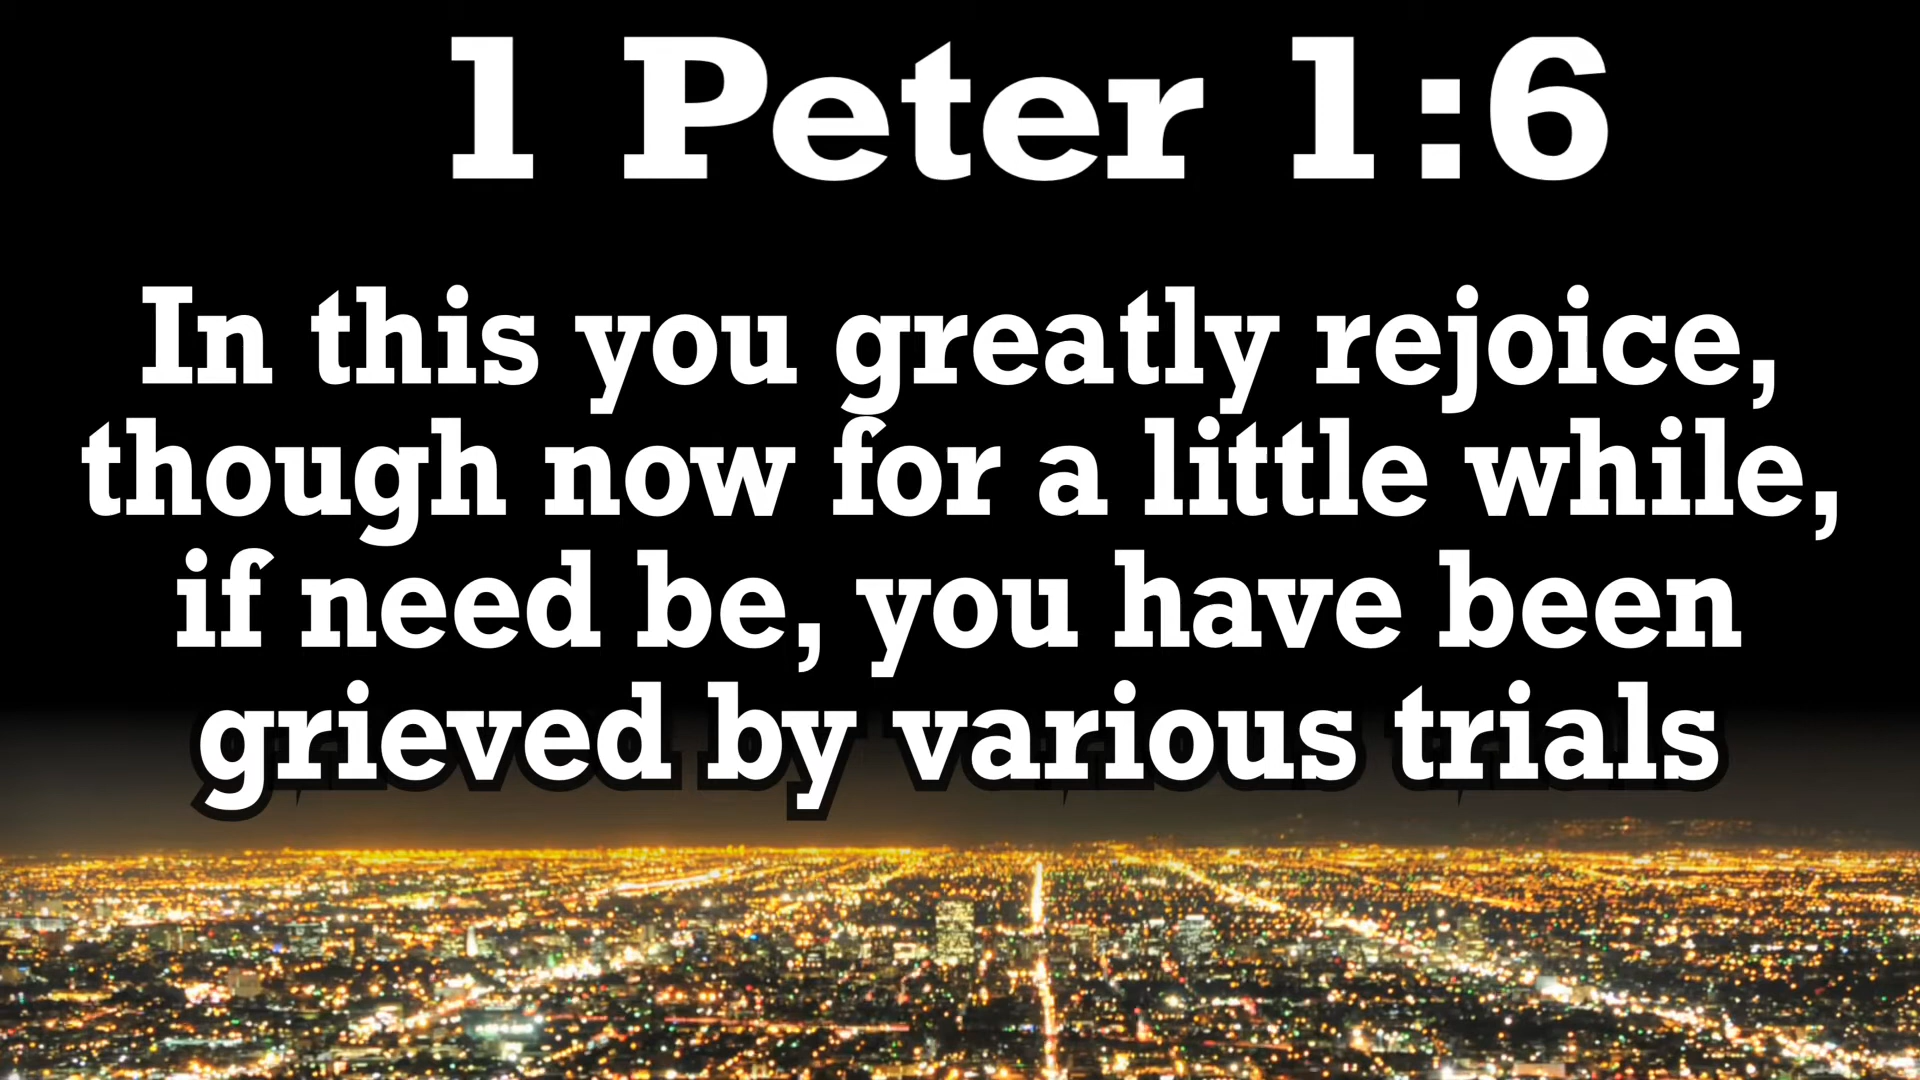 1 Peter 1:6
In this you greatly rejoice,
though now for a little while,
if need be, you have been
grieved by various trials